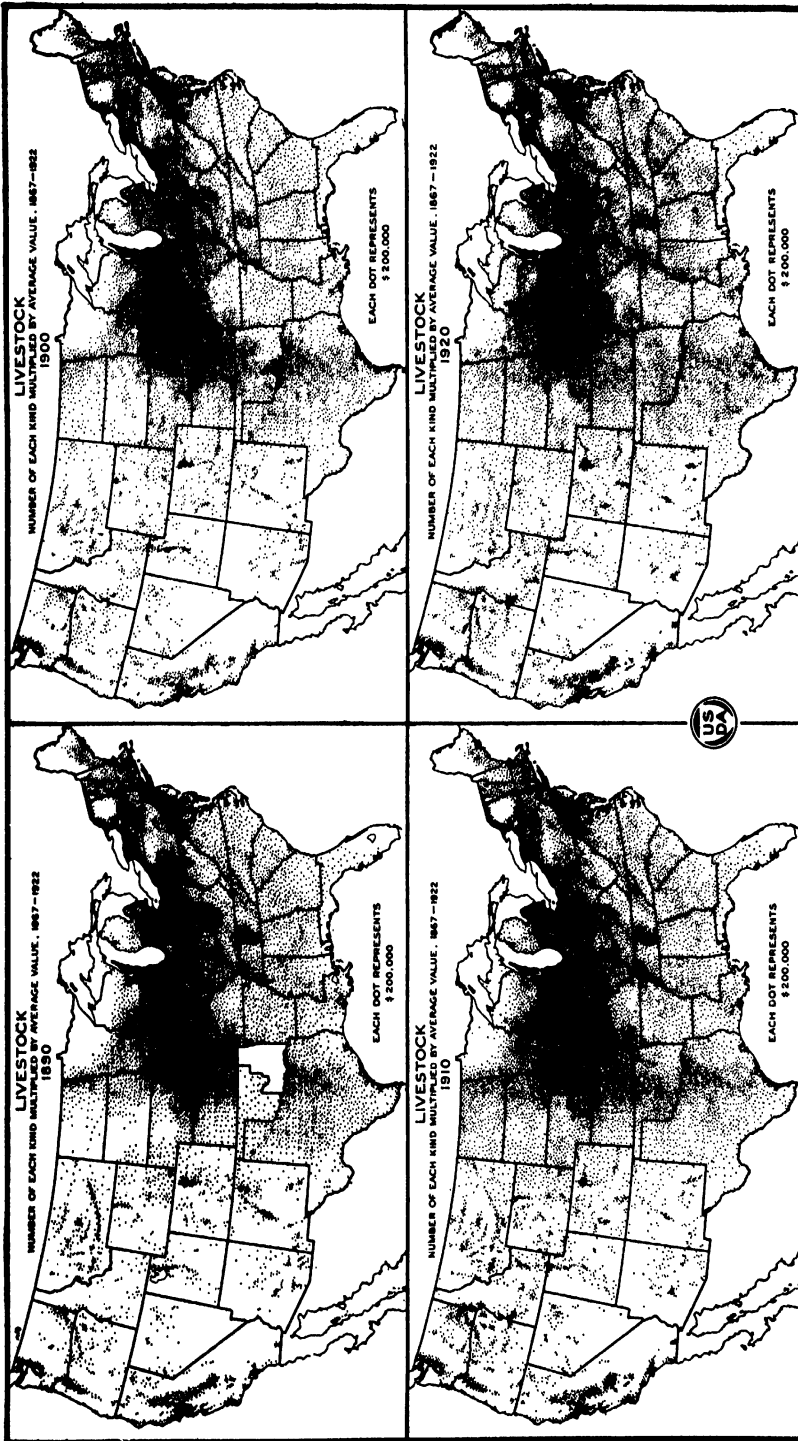 LIVESTOCK
1890
NUMBER OF EACH KIND MULTIPLIED BY AVERAGE VALUE. 1867—1922
EACH DOT REPRESENTS
$200.000
LIVESTOCK
1900
NUMBER OF EACH KIND MULTIPLIED BY AVERAGE VALUE. 1867—1922
EACH DOT REPRESENTS
$200.000
LIVESTOCK
1910
NUMBER OF EACH KIND MULTIPLIED BY AVERAGE VALUE. 1867—1922
EACH DOT REPRESENTS
$200.000
LIVESTOCK
1920
NUMBER OF EACH KIND MULTIPLIED BY AVERAGE VALUE. 1867—1922
EACH DOT REPRESENTS
$200.000
US
DA